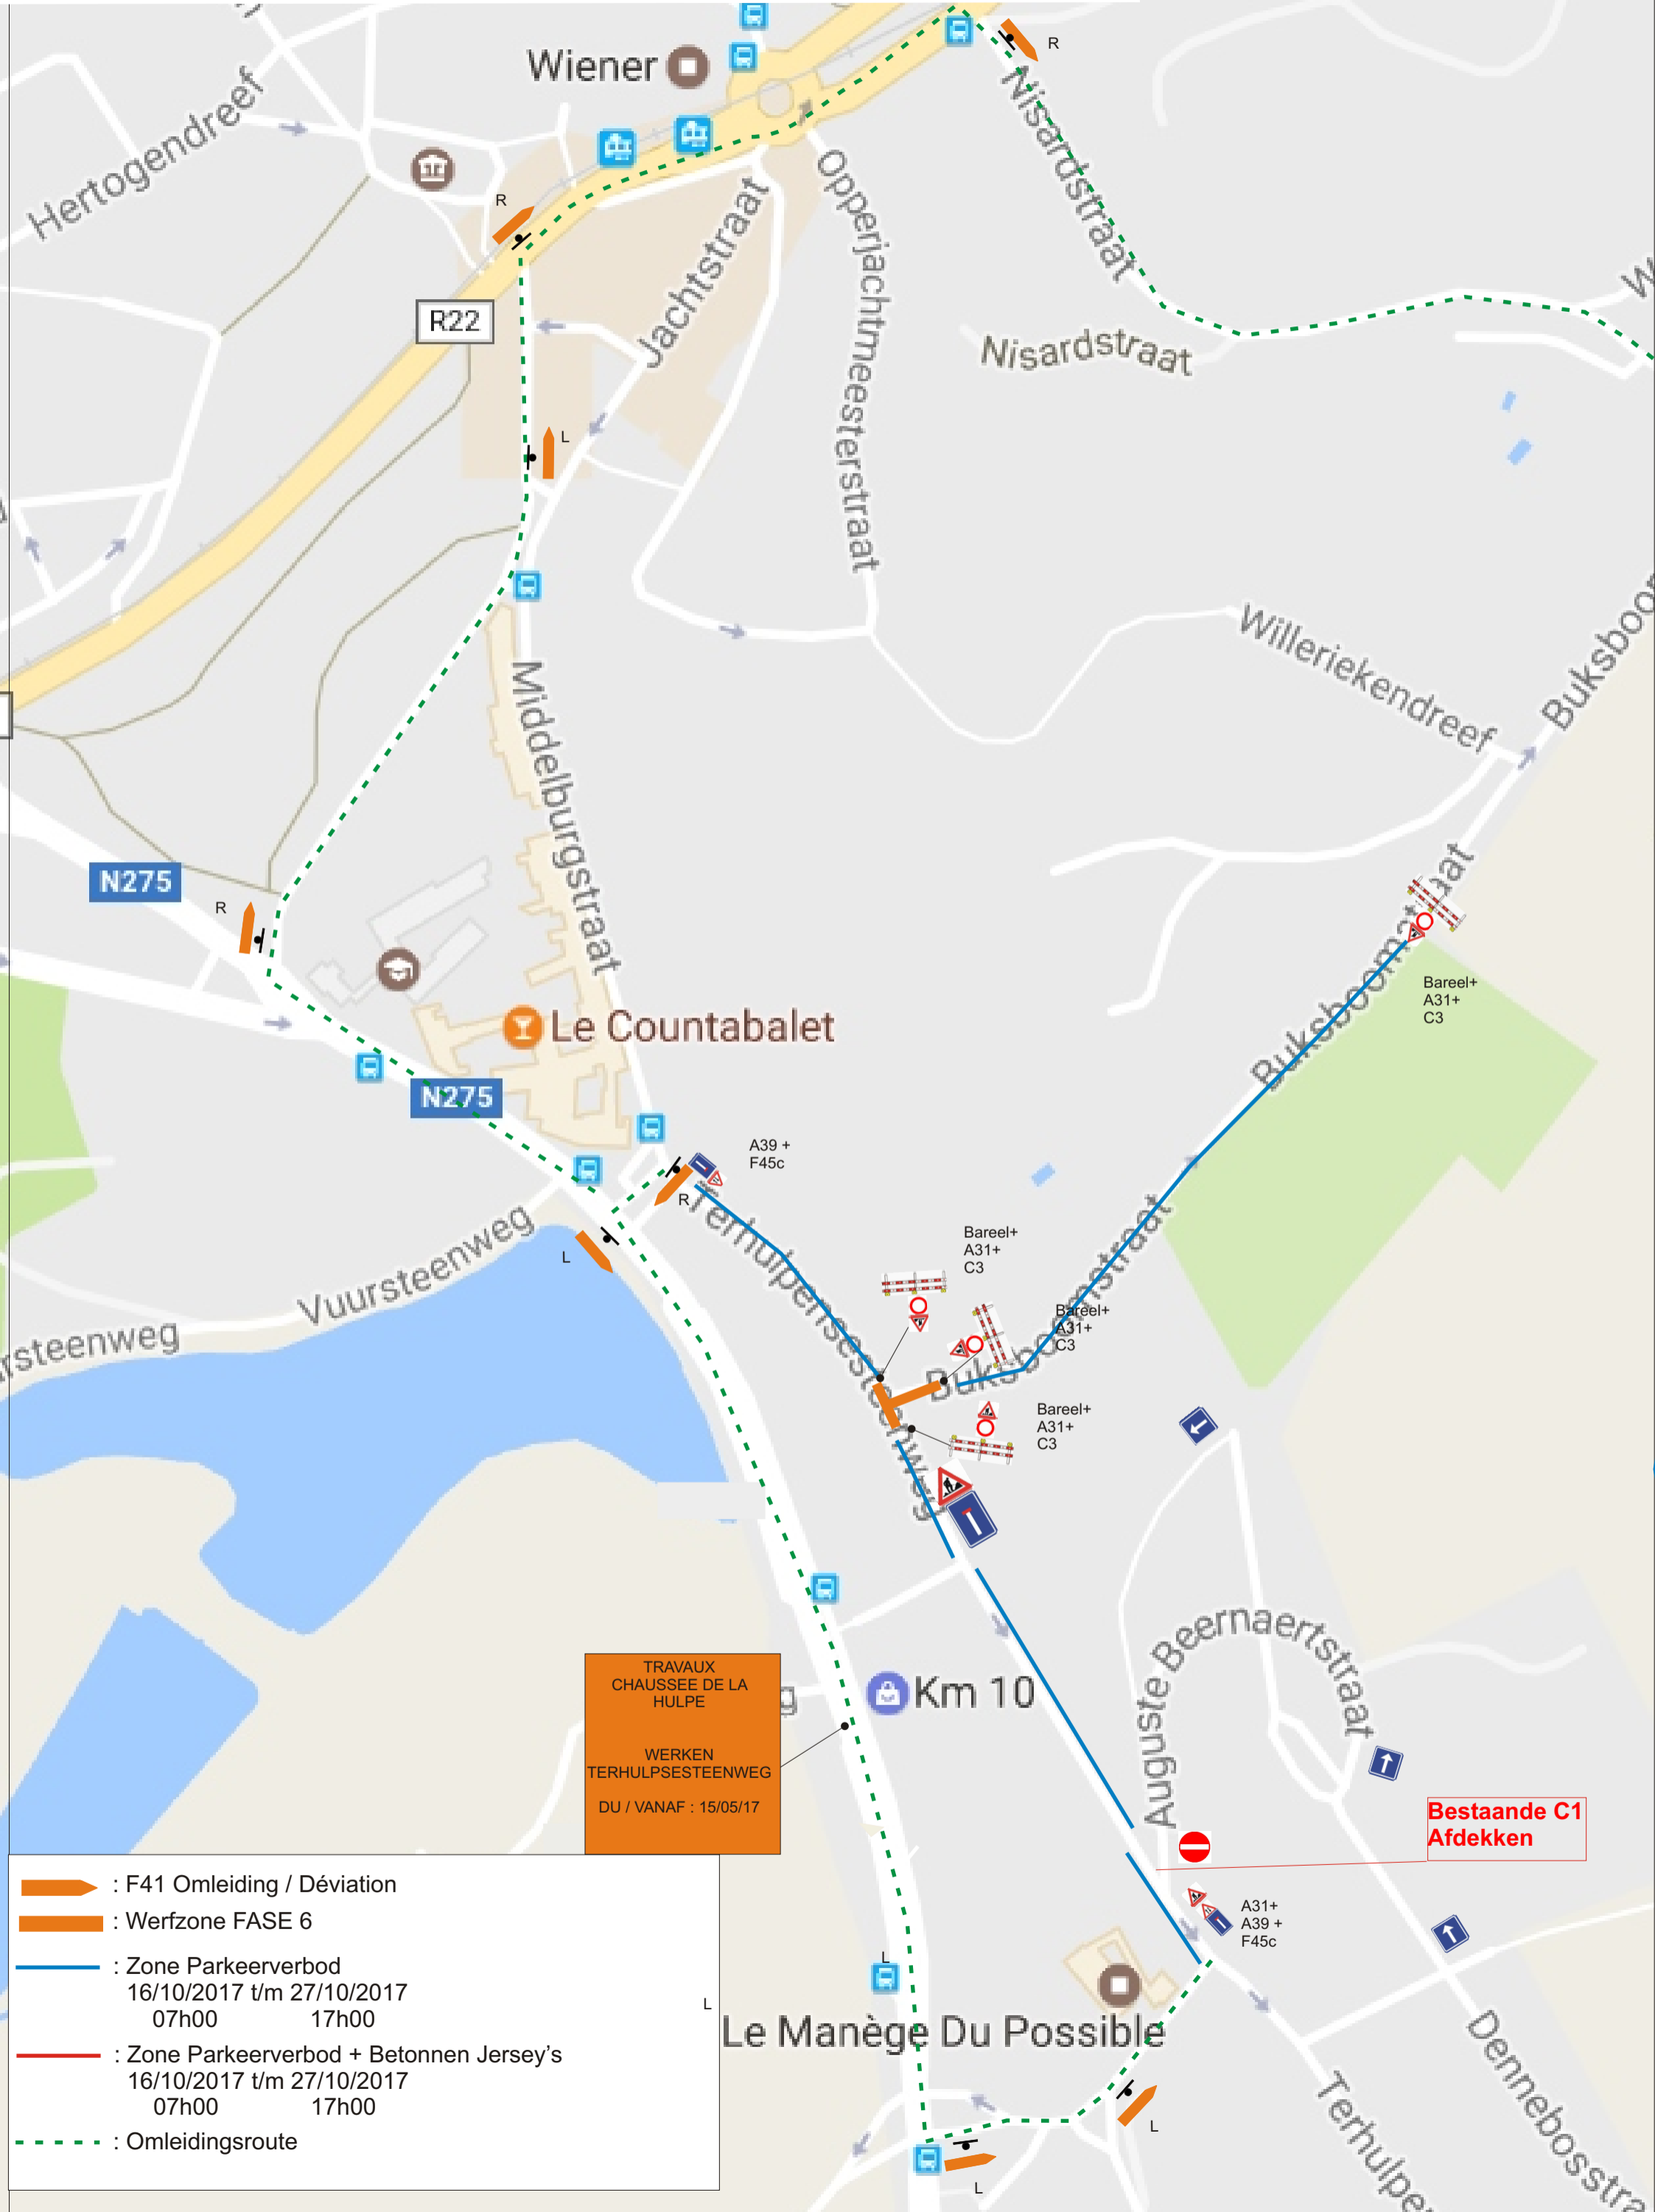 Wiener
R
Hertogendreef
Nisardstraat
R
R22
Jachtstraat
Opperjachtmeesterstraat
Nisardstraat
W
L
Willeriekendreef
Buksboo
Middelburgstraat
N275
R
Le Countabalet
Buksboomstraat
Bareel+
A31+
C3
N275
A39 +
F45c
R
L
Vuursteenweg
rsteenweg
Terhulpensesteenweg
Bareel+
A31+
C3
Bareel+
A31+
C3
Buksboomstraat
Bareel+
A31+
C3
Auguste Beernaertstraat
Km 10
TRAVAUX
CHAUSSEE DE LA
HULPE
WERKEN
TERHULPSESTEENWEG
DU / VANAF : 15/05/17
Bestaande C1
Afdekken
A31+
A39 +
F45c
L
L
Le Manège Du Possible
Dennebosstra
Terhulper
L
L
: F41 Omleiding / Déviation
: Werfzone FASE 6
: Zone Parkeerverbod
16/10/2017 t/m 27/10/2017
07h00 17h00
: Zone Parkeerverbod + Betonnen Jersey's
16/10/2017 t/m 27/10/2017
07h00 17h00
: Omleidingsroute